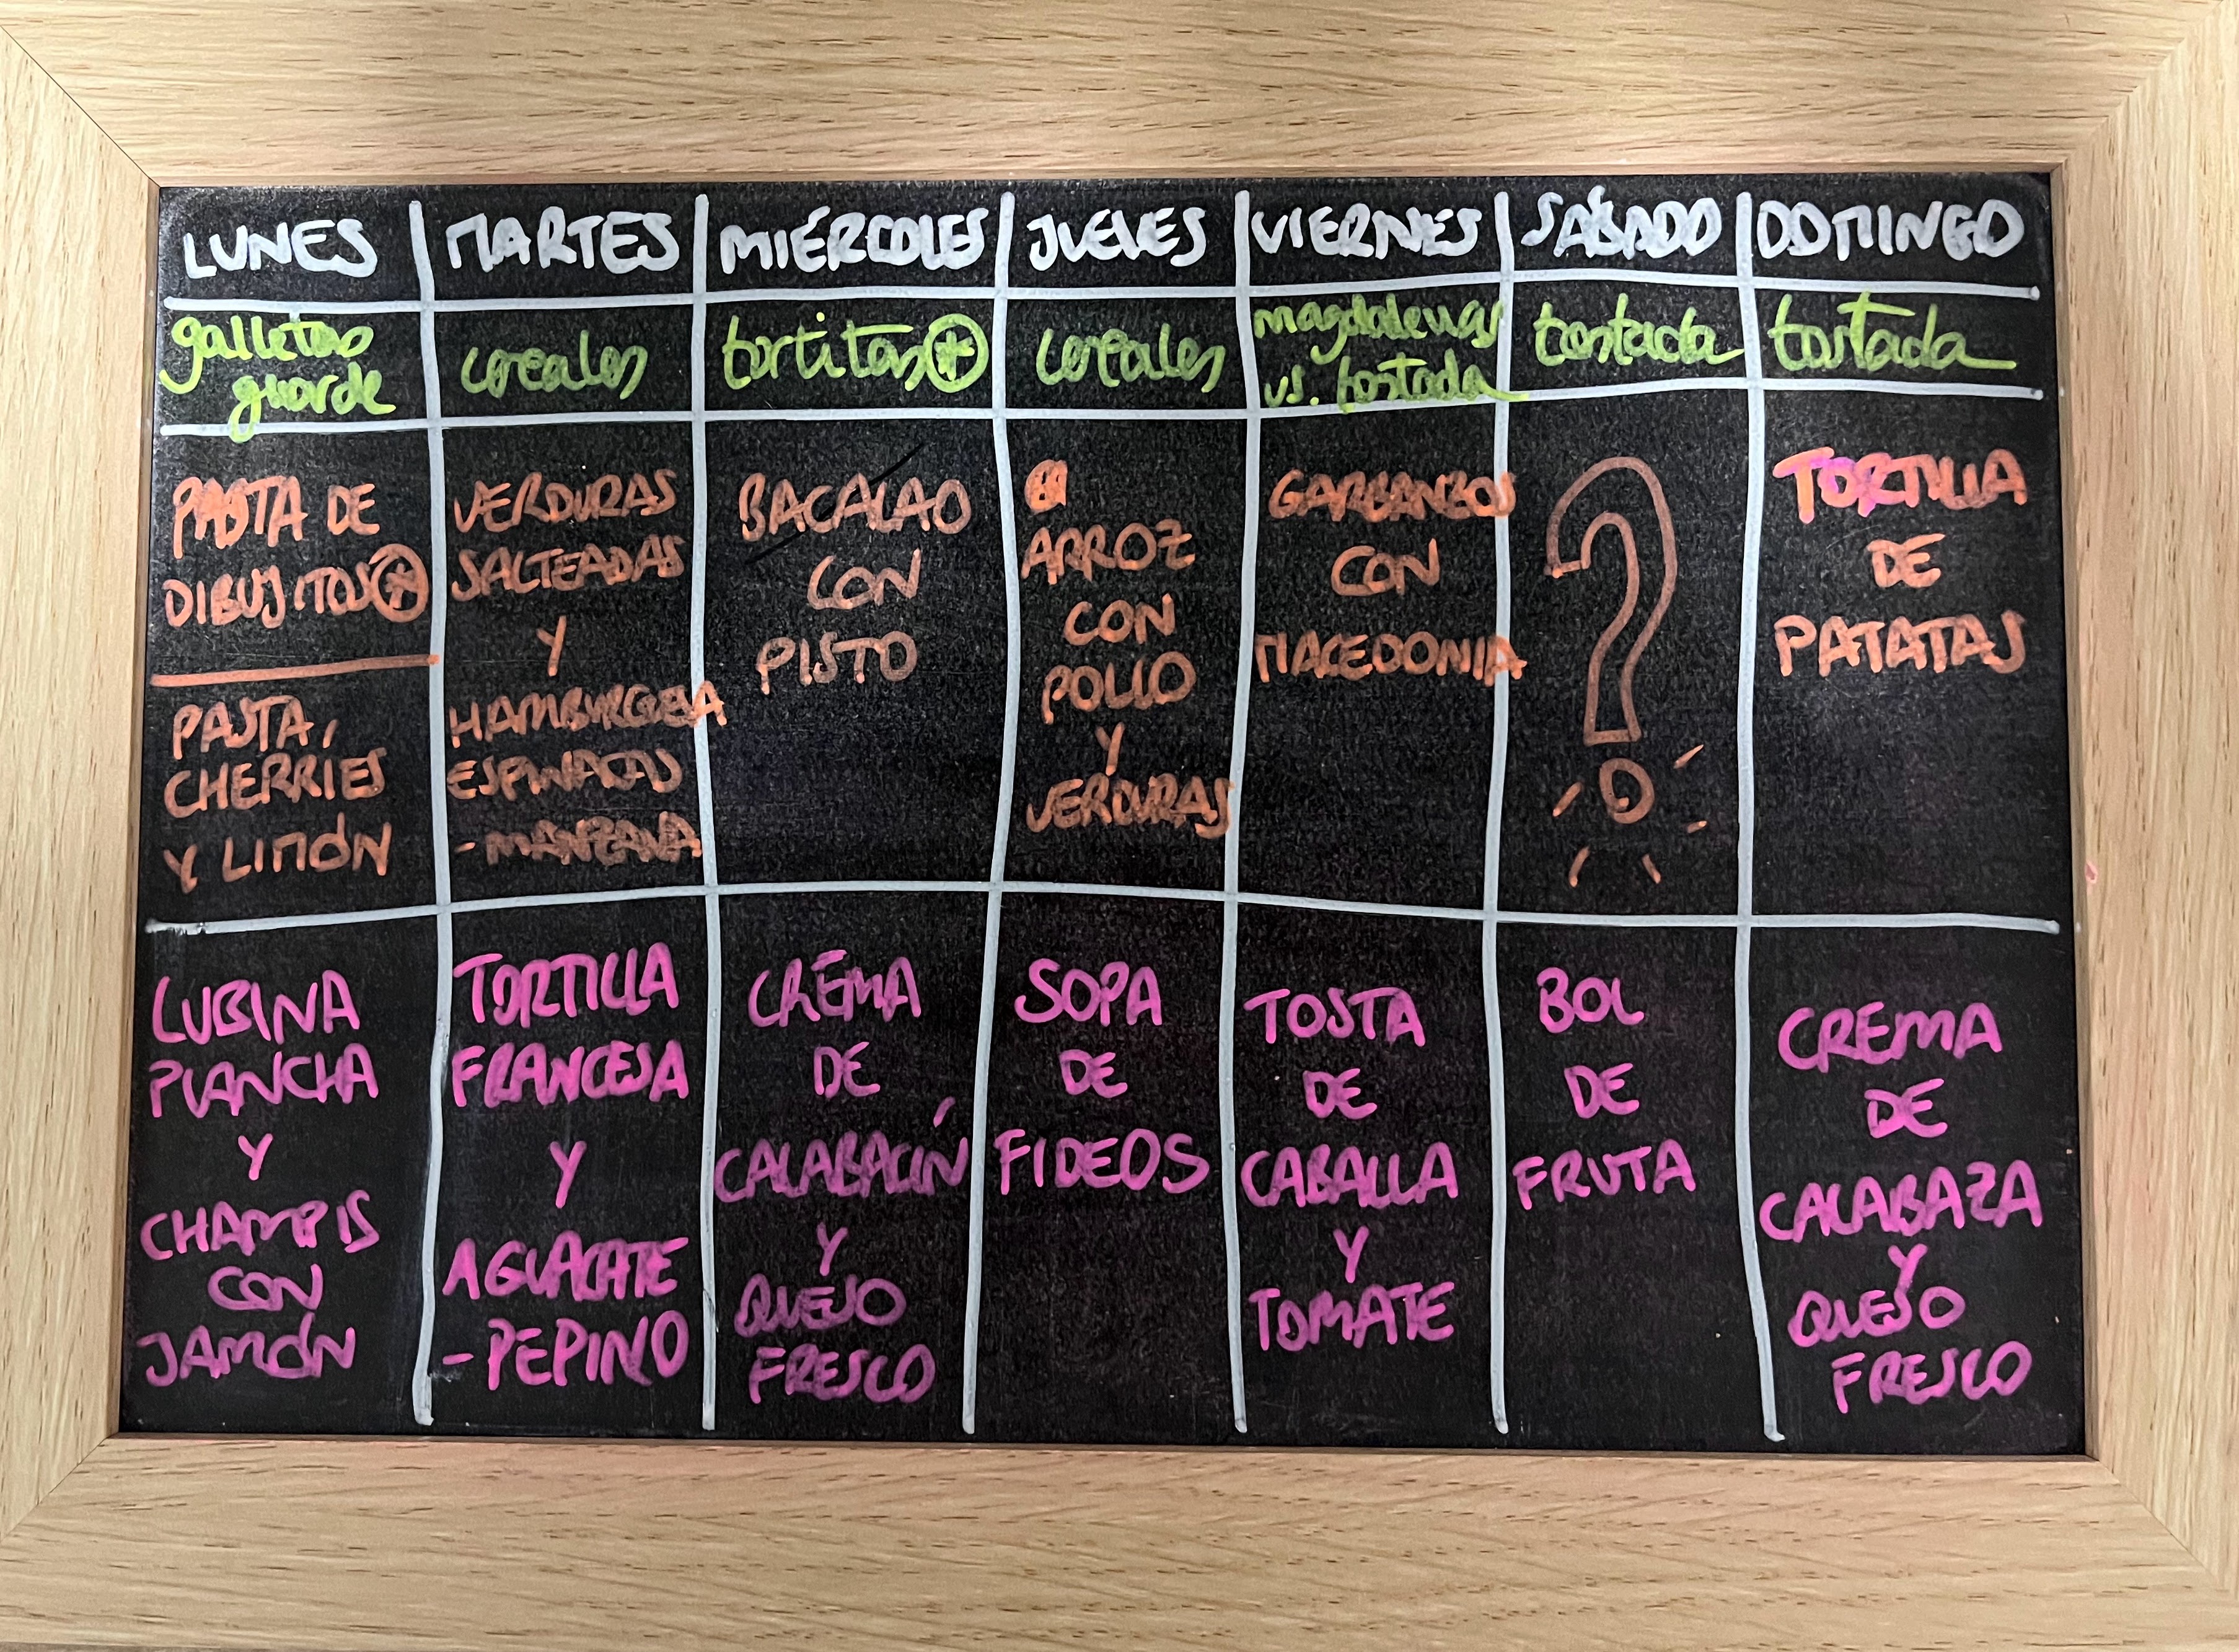 LUNES MARTES MIÉRCOLES JUEVES VIERNES SÁBADO DOMINGO
galletas
guarde
cereales
tortitas +
cereales
magdalenas
vs. tostada
tostada
tostada
PASTA DE
DIBUJITOS
PASTA,
CHERRIES
Y LIMÓN
VERDURAS
SALTEADAS
Y
HAMBURGUESA
ESPINACAS
-MANZANA
BACALAO
CON
PISTO
ARROZ
CON
POLLO
Y
VERDURAS
GARBANZOS
CON
MACEDONIA
?
TORTILLA
DE
PATATAS
LUBINA
PLANCHA
Y
CHAMPIS
CON
JAMÓN
TORTILLA
FRANCESA
Y
AGUACATE
-PEPINO
CREMA
DE
CALABACÍN
Y
QUESO
FRESCO
SOPA
DE
FIDEOS
TOSTA
DE
CABALLA
Y
TOMATE
BOL
DE
FRUTA
CREMA
DE
CALABAZA
Y
QUESO
FRESCO